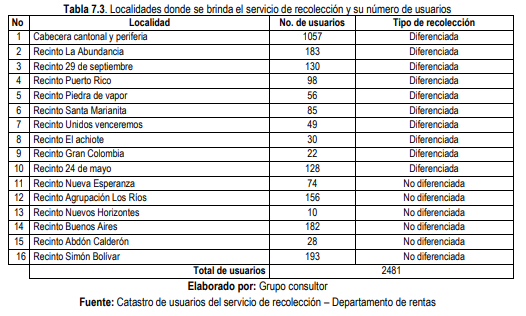 Tabla 7.3. Localidades donde se brinda el servicio de recolección y su número de usuarios
No Localidad No. de usuarios Tipo de recolección
1 Cabecera cantonal y periferia 1057 Diferenciada
2 Recinto La Abundancia 183 Diferenciada
3 Recinto 29 de septiembre 130 Diferenciada
4 Recinto Puerto Rico 98 Diferenciada
5 Recinto Piedra de vapor 56 Diferenciada
6 Recinto Santa Marianita 85 Diferenciada
7 Recinto Unidos venceremos 49 Diferenciada
8 Recinto El achiote 30 Diferenciada
9 Recinto Gran Colombia 22 Diferenciada
10 Recinto 24 de mayo 128 Diferenciada
11 Recinto Nueva Esperanza 74 No diferenciada
12 Recinto Agrupación Los Ríos 156 No diferenciada
13 Recinto Nuevos Horizontes 10 No diferenciada
14 Recinto Buenos Aires 182 No diferenciada
15 Recinto Abdón Calderón 28 No diferenciada
16 Recinto Simón Bolívar 193 No diferenciada
Total de usuarios 2481
Elaborado por: Grupo consultor
Fuente: Catastro de usuarios del servicio de recolección – Departamento de rentas